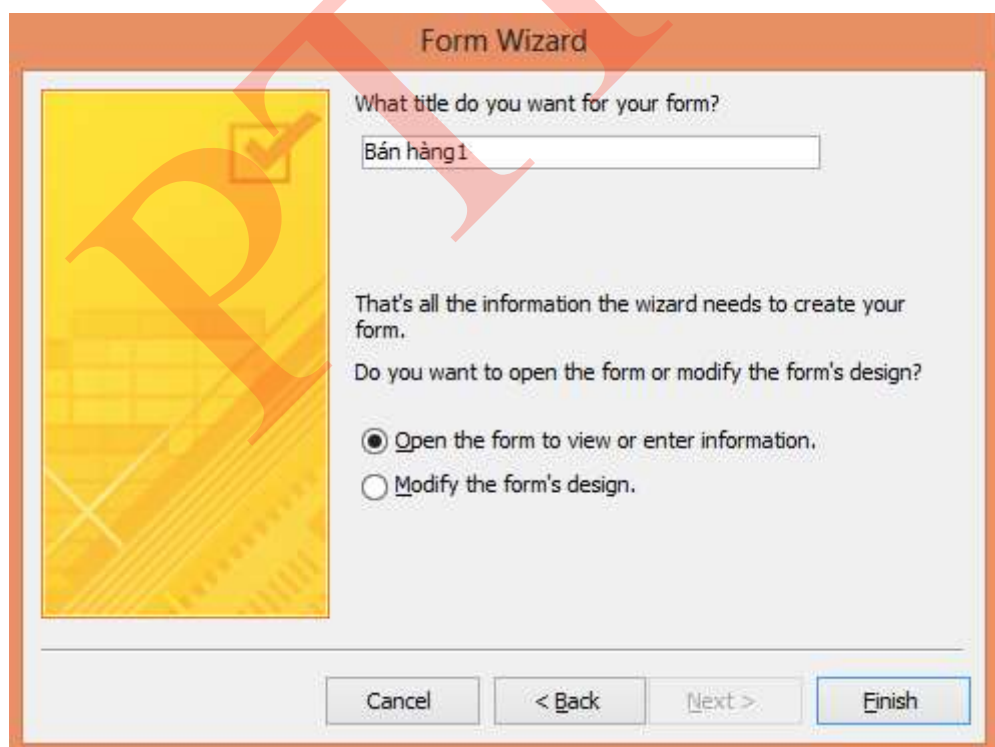 Form Wizard
What title do you want for your form?
Bán hàng1
That's all the information the wizard needs to create your
form.
Do you want to open the form or modify the form's design?
Open the form to view or enter information.
Modify the form's design.
Cancel
< Back
Next >
Finish